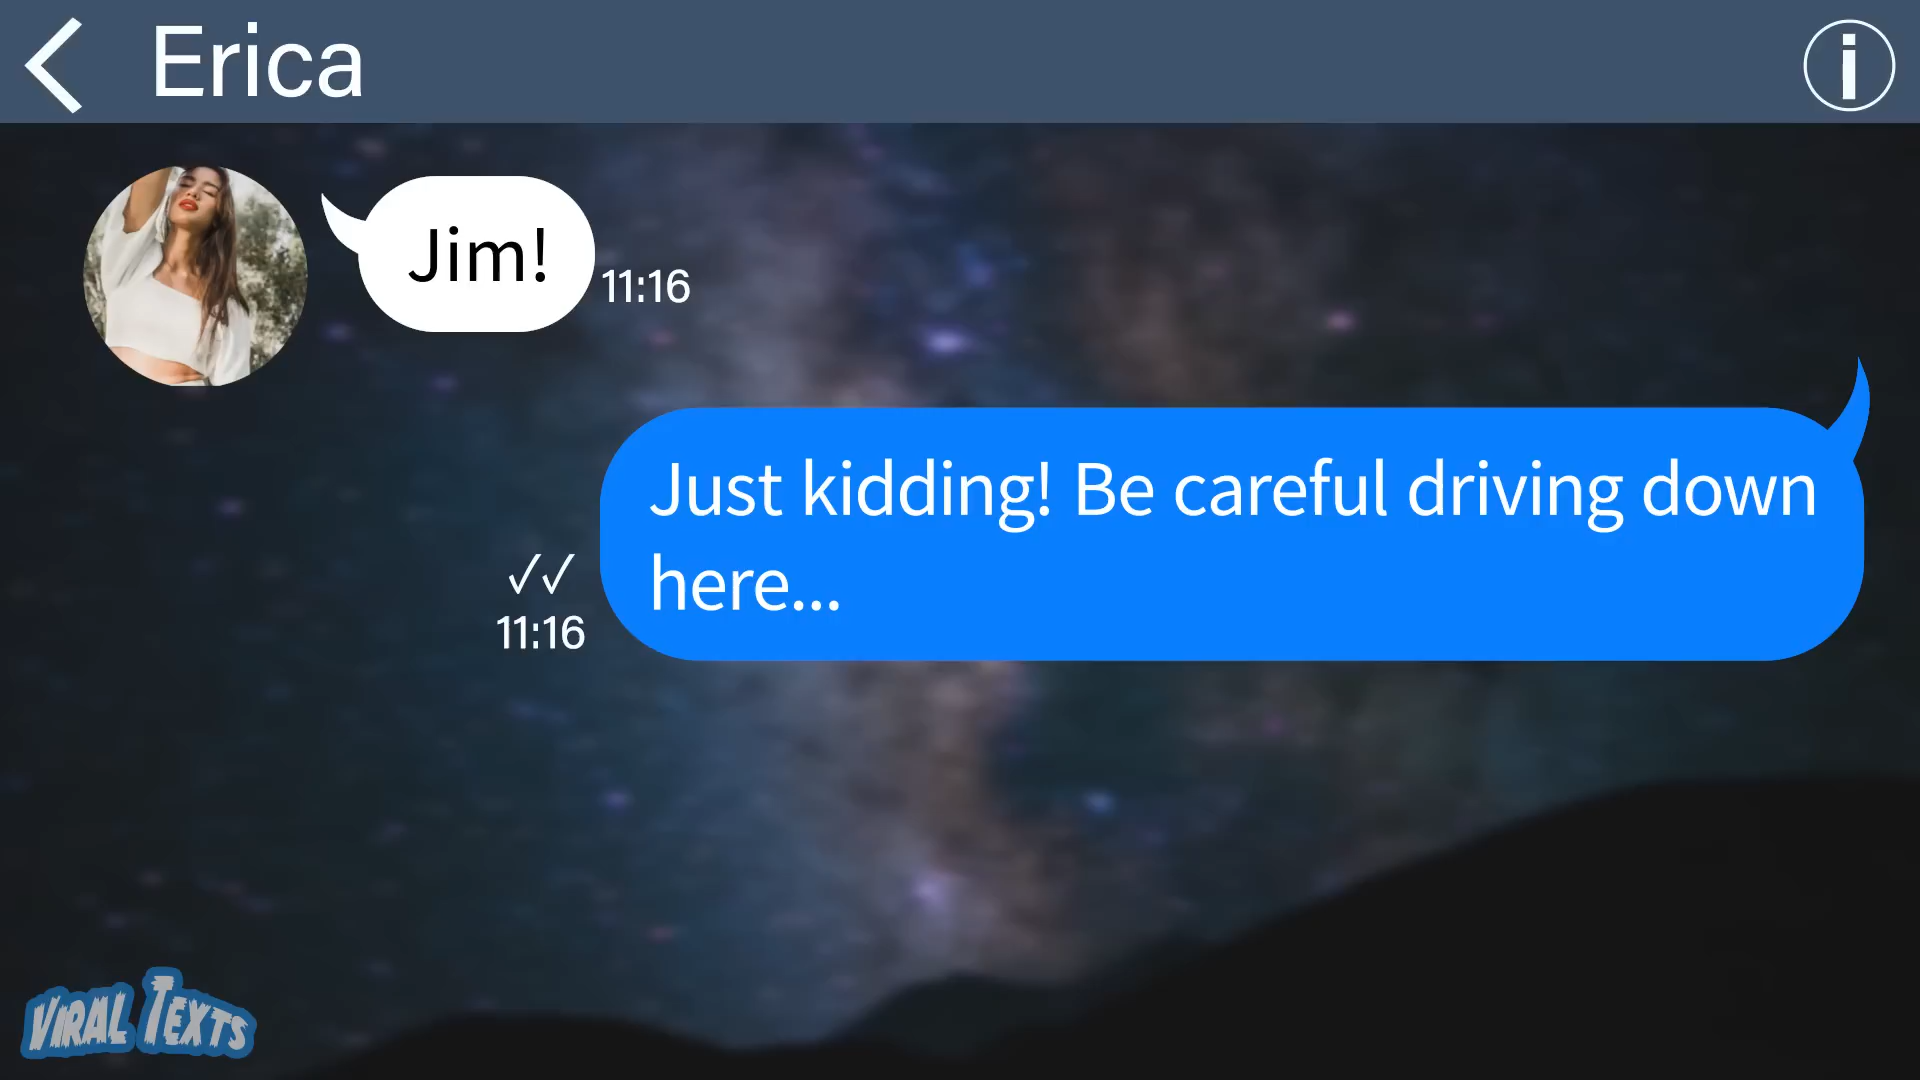 Erica
i
Jim!
11:16
Just kidding! Be careful driving down
here...
11:16
VIRAL TEXTS